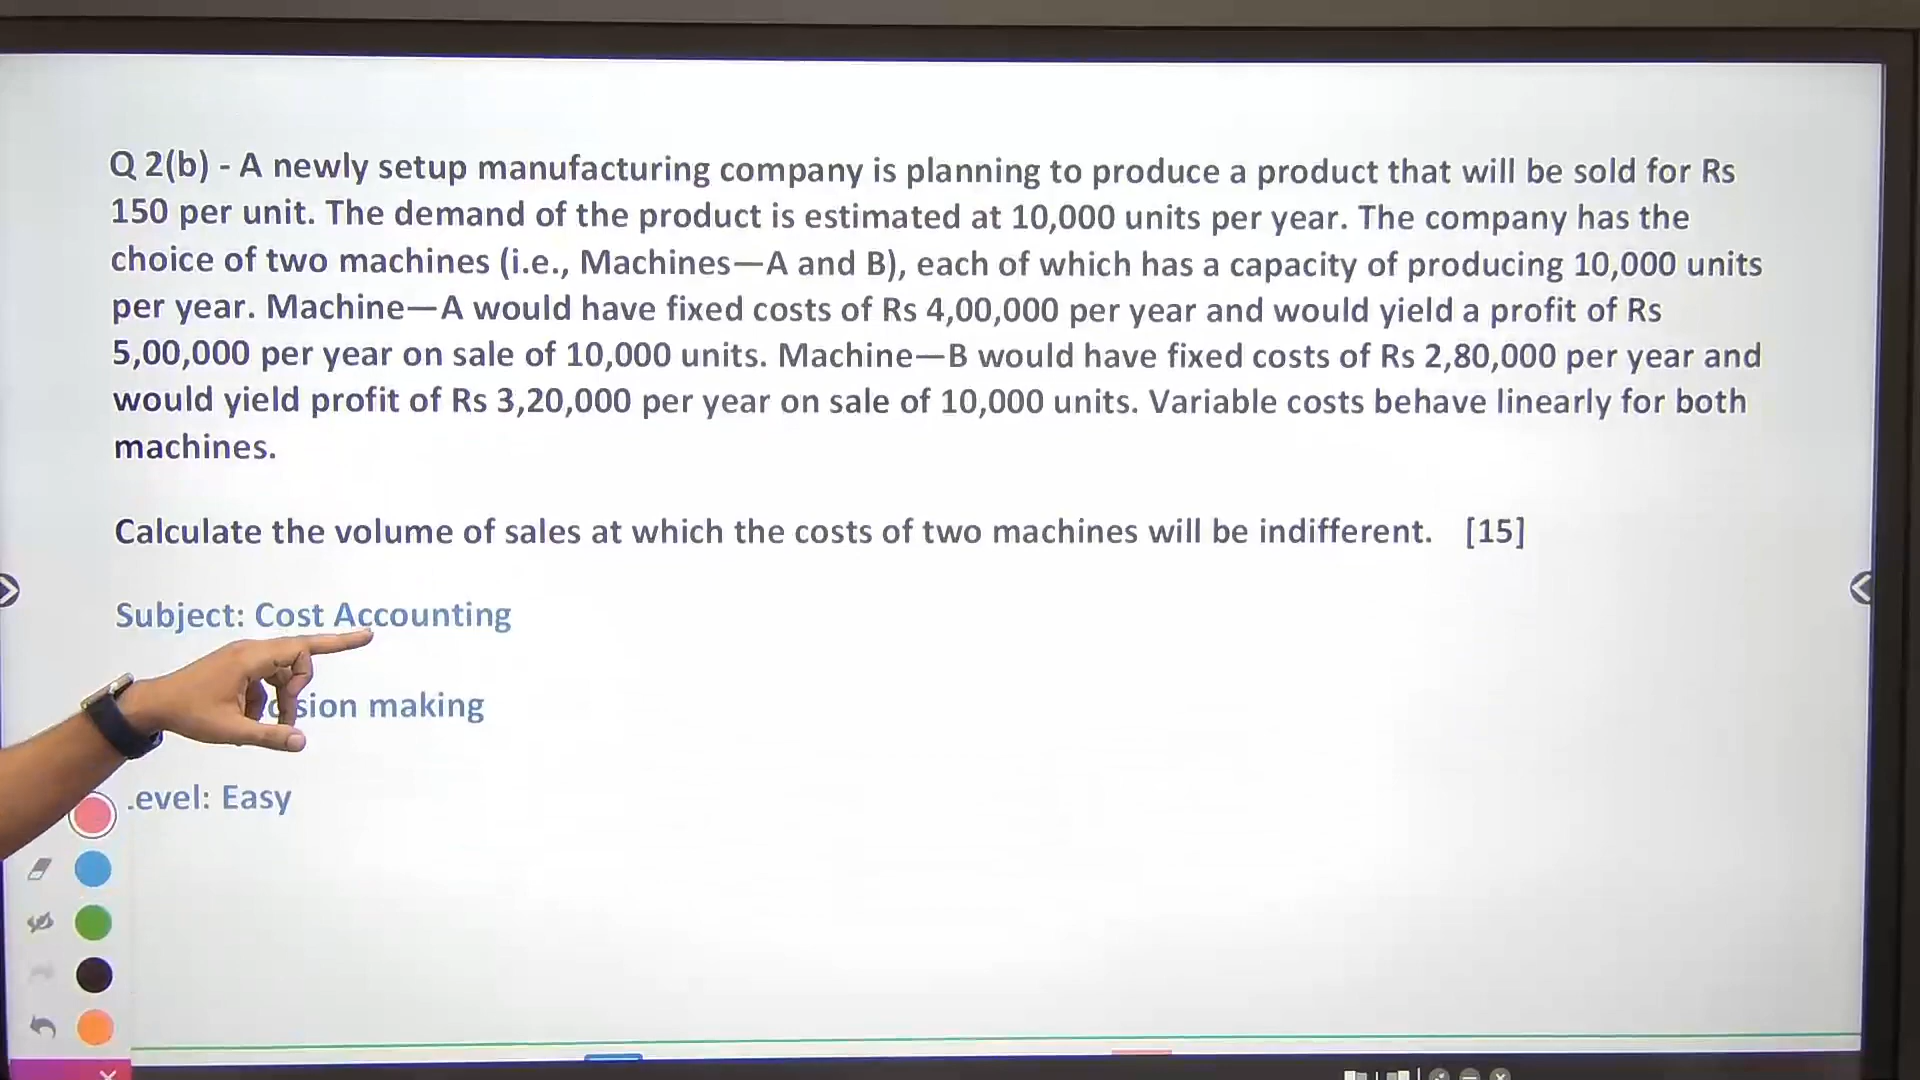 Q 2(b) - A newly setup manufacturing company is planning to produce a product that will be sold for Rs
150 per unit. The demand of the product is estimated at 10,000 units per year. The company has the
choice of two machines (i.e., Machines—A and B), each of which has a capacity of producing 10,000 units
per year. Machine—A would have fixed costs of Rs 4,00,000 per year and would yield a profit of Rs
5,00,000 per year on sale of 10,000 units. Machine—B would have fixed costs of Rs 2,80,000 per year and
would yield profit of Rs 3,20,000 per year on sale of 10,000 units. Variable costs behave linearly for both
machines.
Calculate the volume of sales at which the costs of two machines will be indifferent. [15]
Subject: Cost Accounting
making
Easy